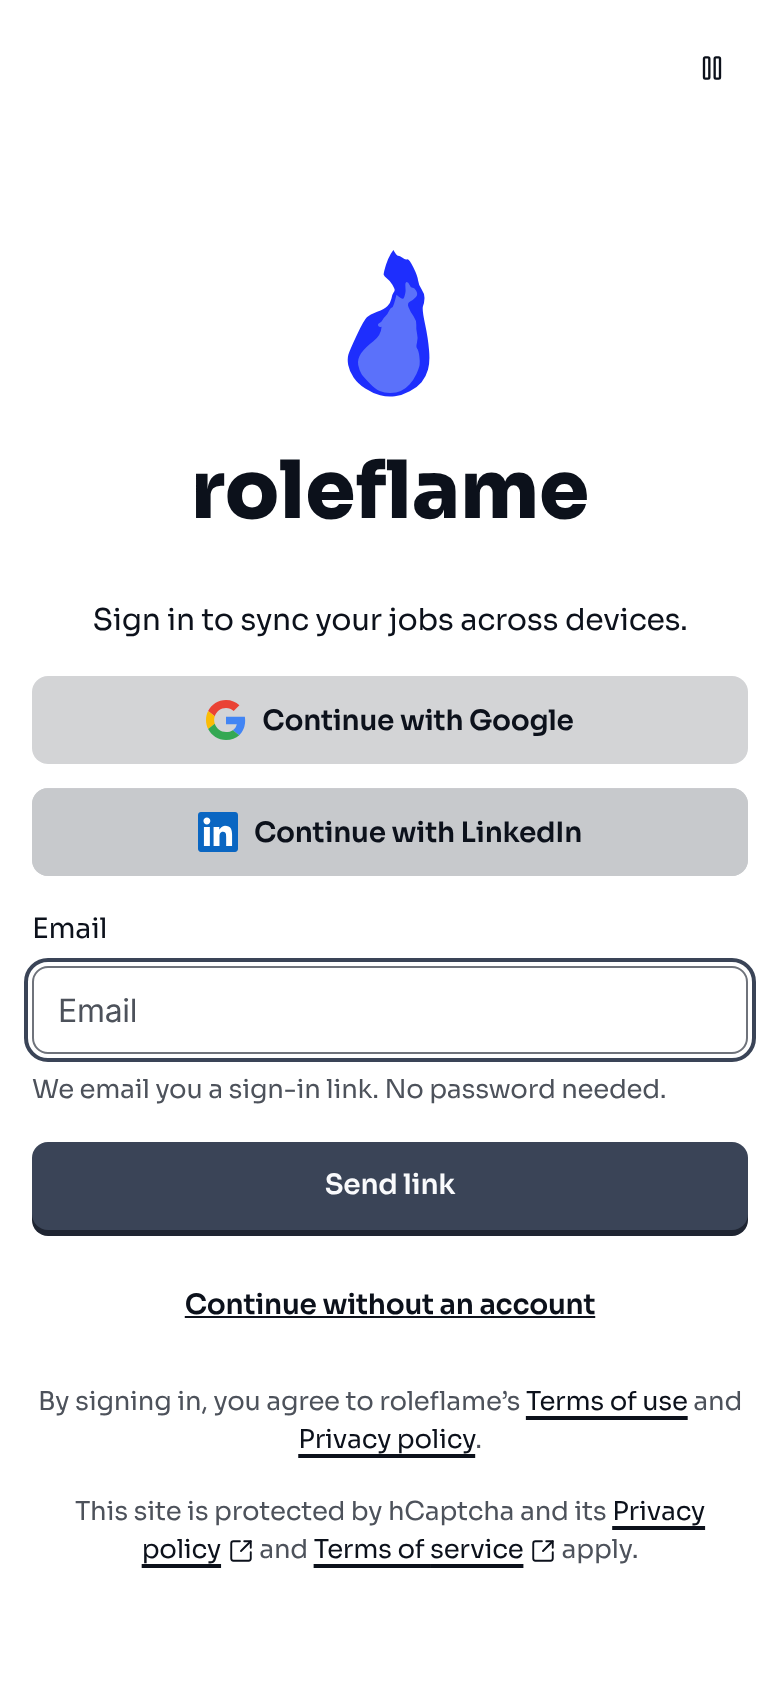 roleflame
Sign in to sync your jobs across devices.
Continue with Google
in Continue with LinkedIn
Email
Email
We email you a sign-in link. No password needed.
Send link
Continue without an account
By signing in, you agree to roleflame’s Terms of use and
Privacy policy.
This site is protected by hCaptcha and its Privacy
policy and Terms of service apply.